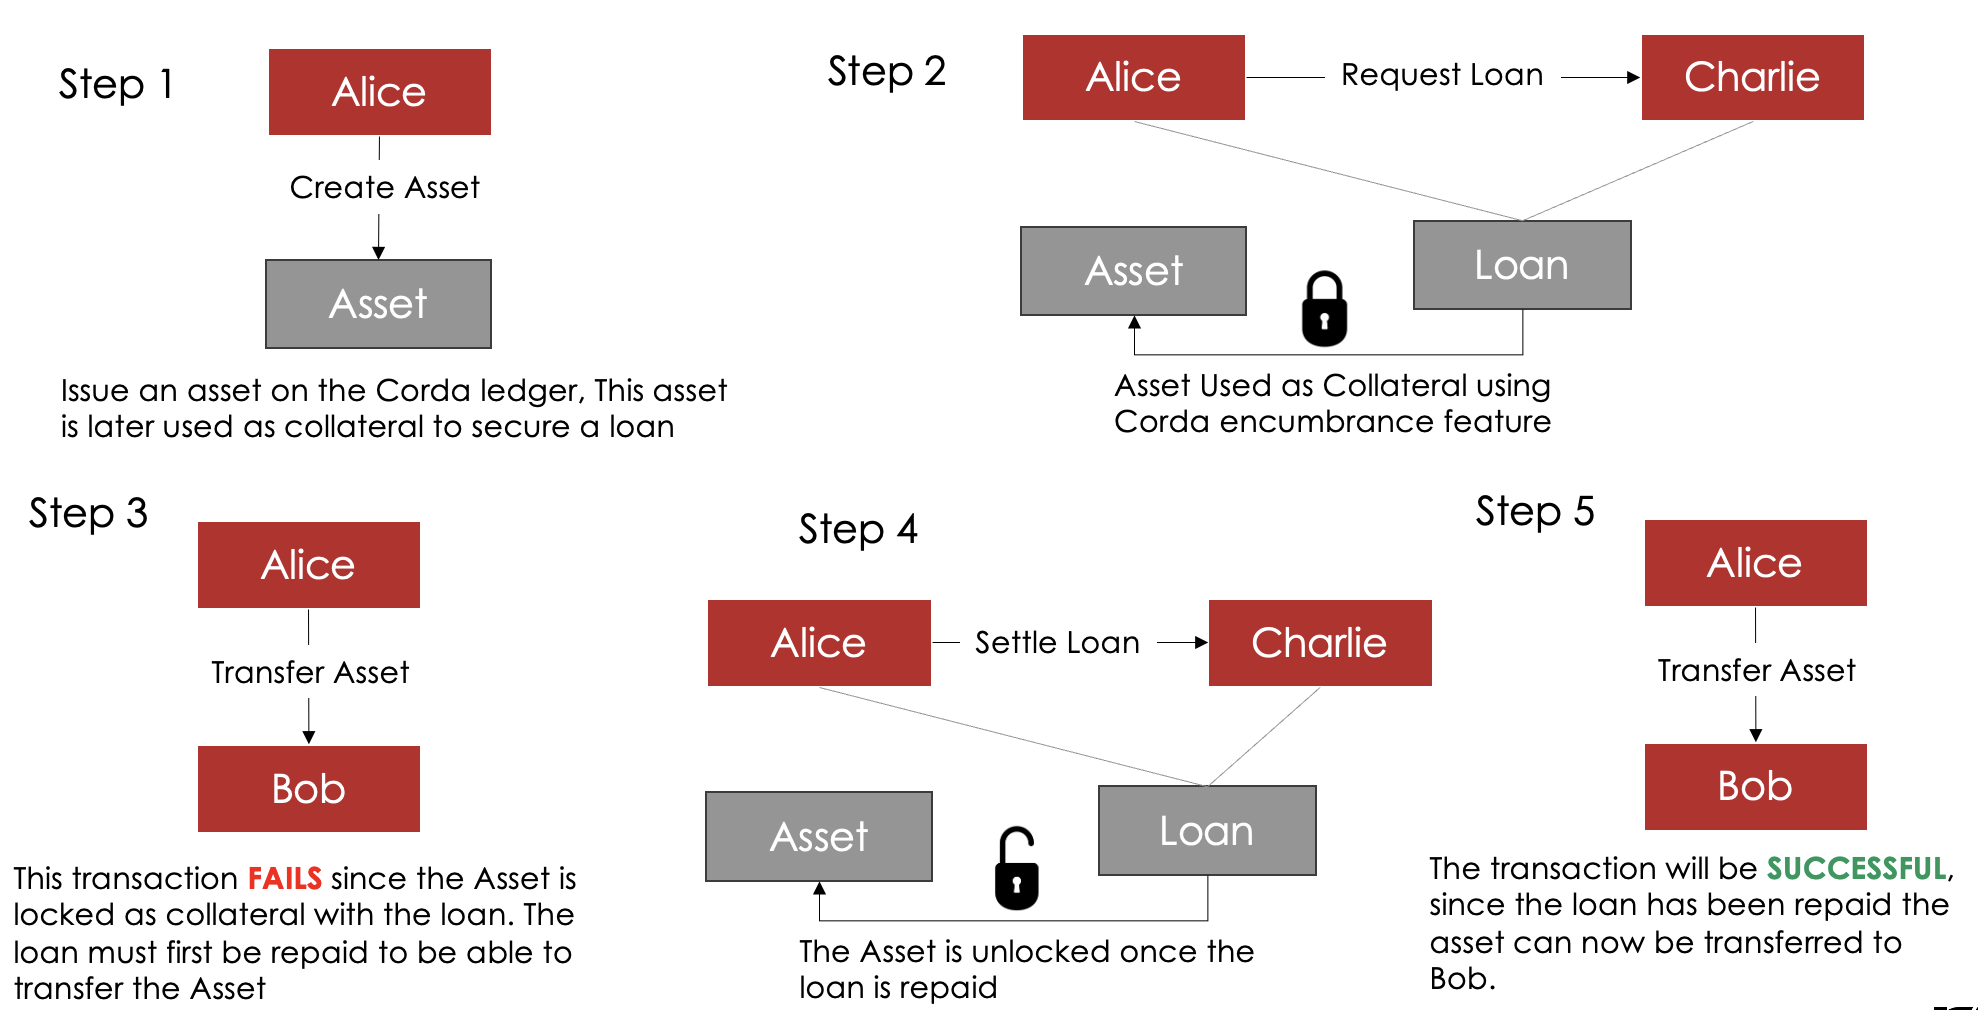 Step 1
Alice
Create Asset
Asset
Issue an asset on the Corda ledger, This asset
is later used as collateral to secure a loan
Step 2
Alice
Request Loan
Charlie
Asset
Loan
Asset Used as Collateral using
Corda encumbrance feature
Step 3
Alice
Transfer Asset
Bob
This transaction FAILS since the Asset is
locked as collateral with the loan. The
loan must first be repaid to be able to
transfer the Asset
Step 4
Alice
Settle Loan
Charlie
Asset
Loan
The Asset is unlocked once the
loan is repaid
Step 5
Alice
Transfer Asset
Bob
The transaction will be SUCCESSFUL,
since the loan has been repaid the
asset can now be transferred to
Bob.